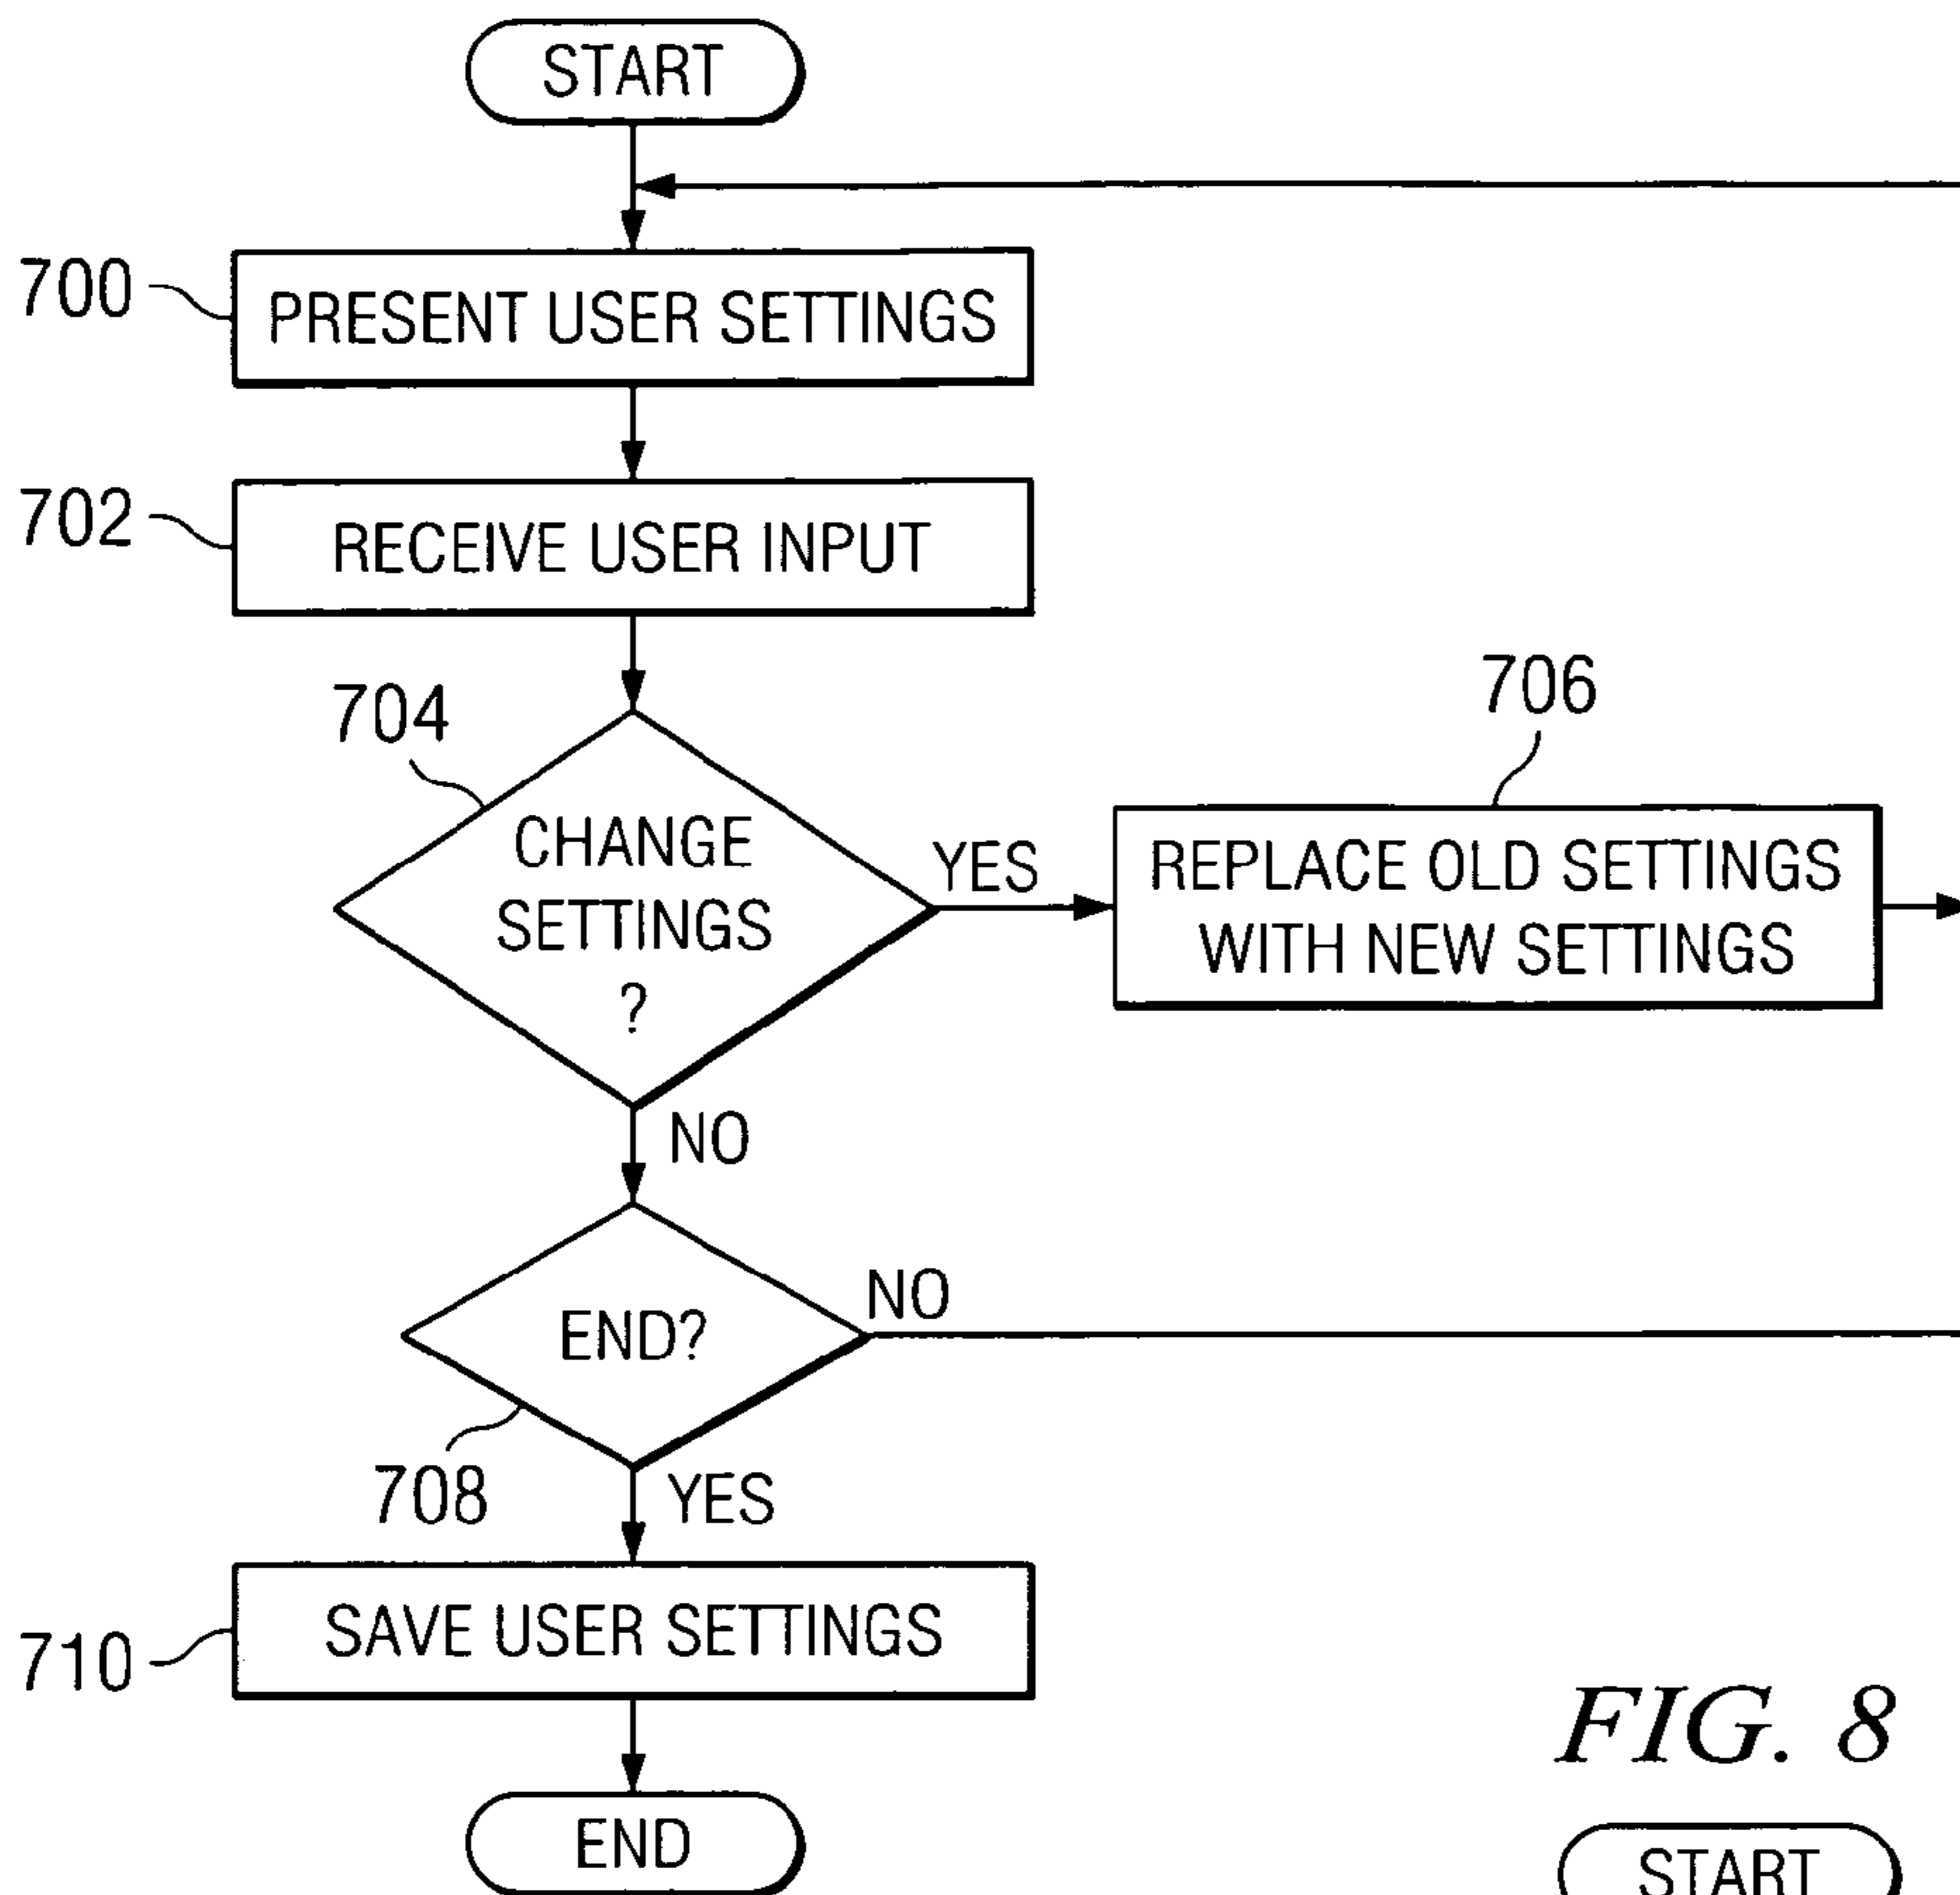 START
700
PRESENT USER SETTINGS
702
RECEIVE USER INPUT
704
CHANGE
SETTINGS
?
YES
706
REPLACE OLD SETTINGS
WITH NEW SETTINGS
NO
END?
NO
708
YES
710
SAVE USER SETTINGS
END
FIG. 8
START